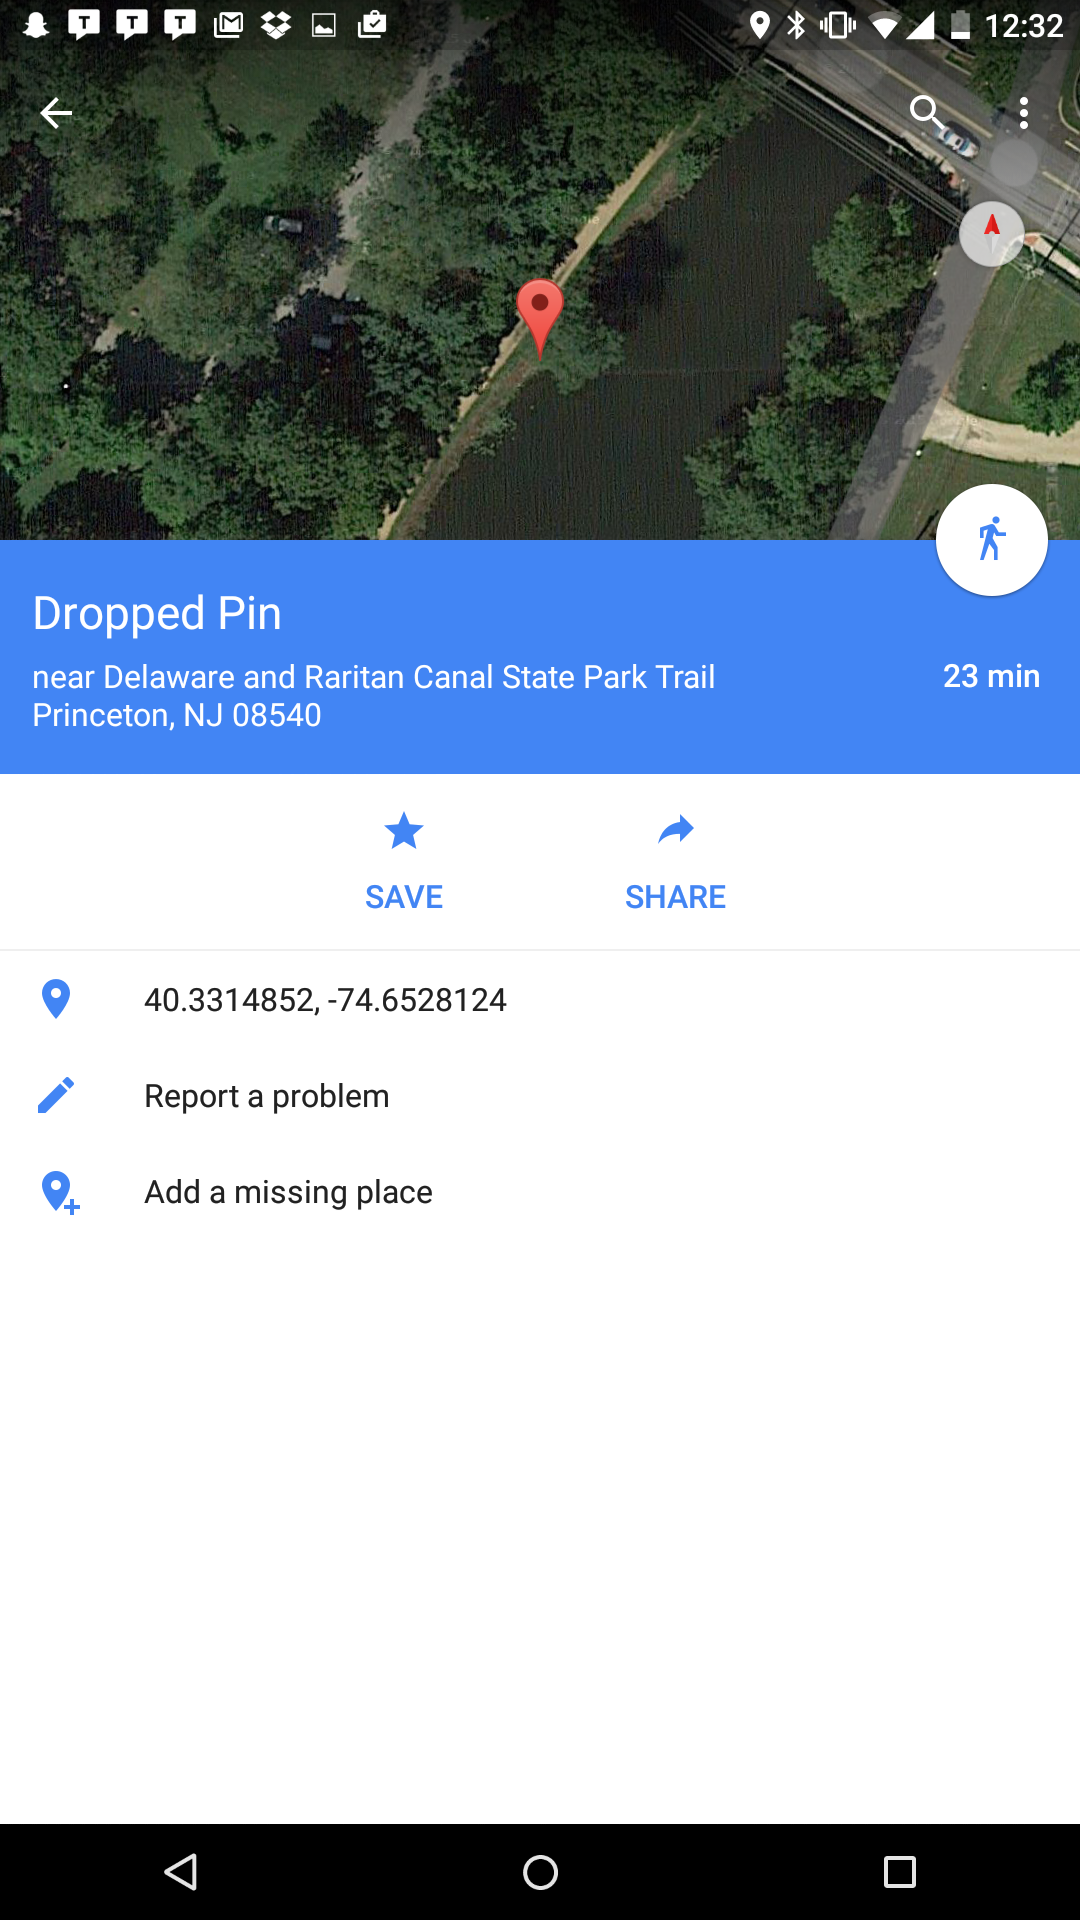 12:32
Dropped Pin
near Delaware and Raritan Canal State Park Trail
Princeton, NJ 08540
23 min
SAVE
SHARE
40.3314852, -74.6528124
Report a problem
Add a missing place